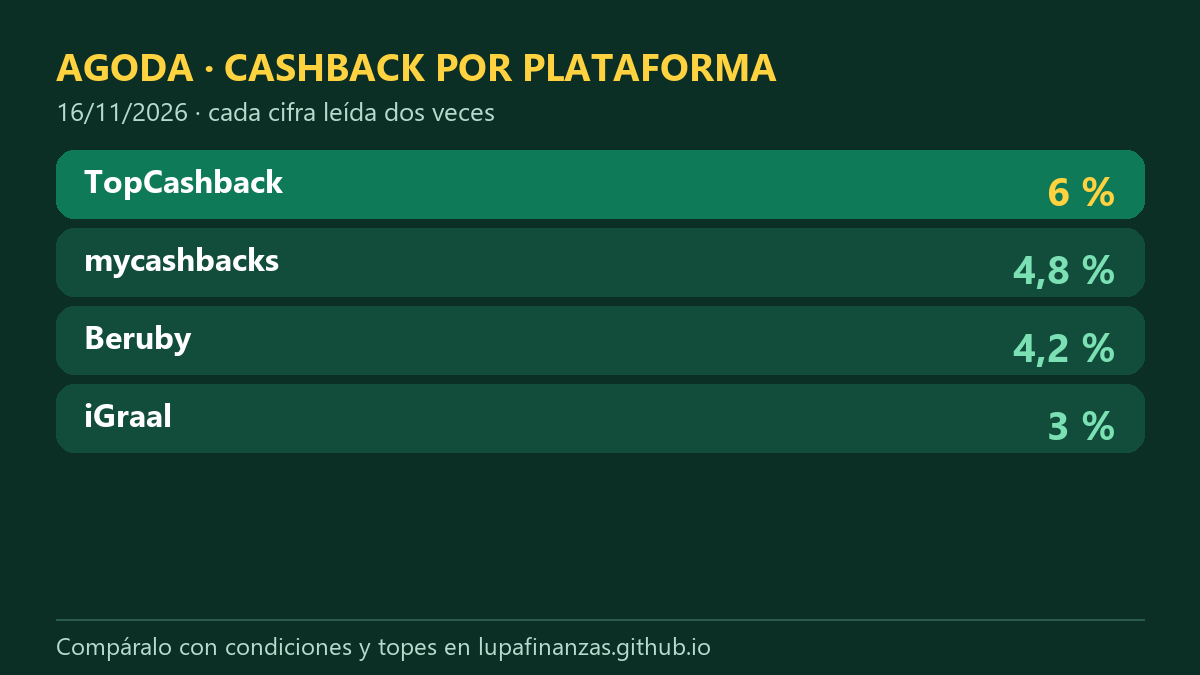 AGODA · CASHBACK POR PLATAFORMA
16/11/2026 · cada cifra leída dos veces
TopCashback 6 %
mycashbacks 4,8 %
Beruby 4,2 %
iGraal 3 %
Compáralo con condiciones y topes en lupafinanzas.github.io